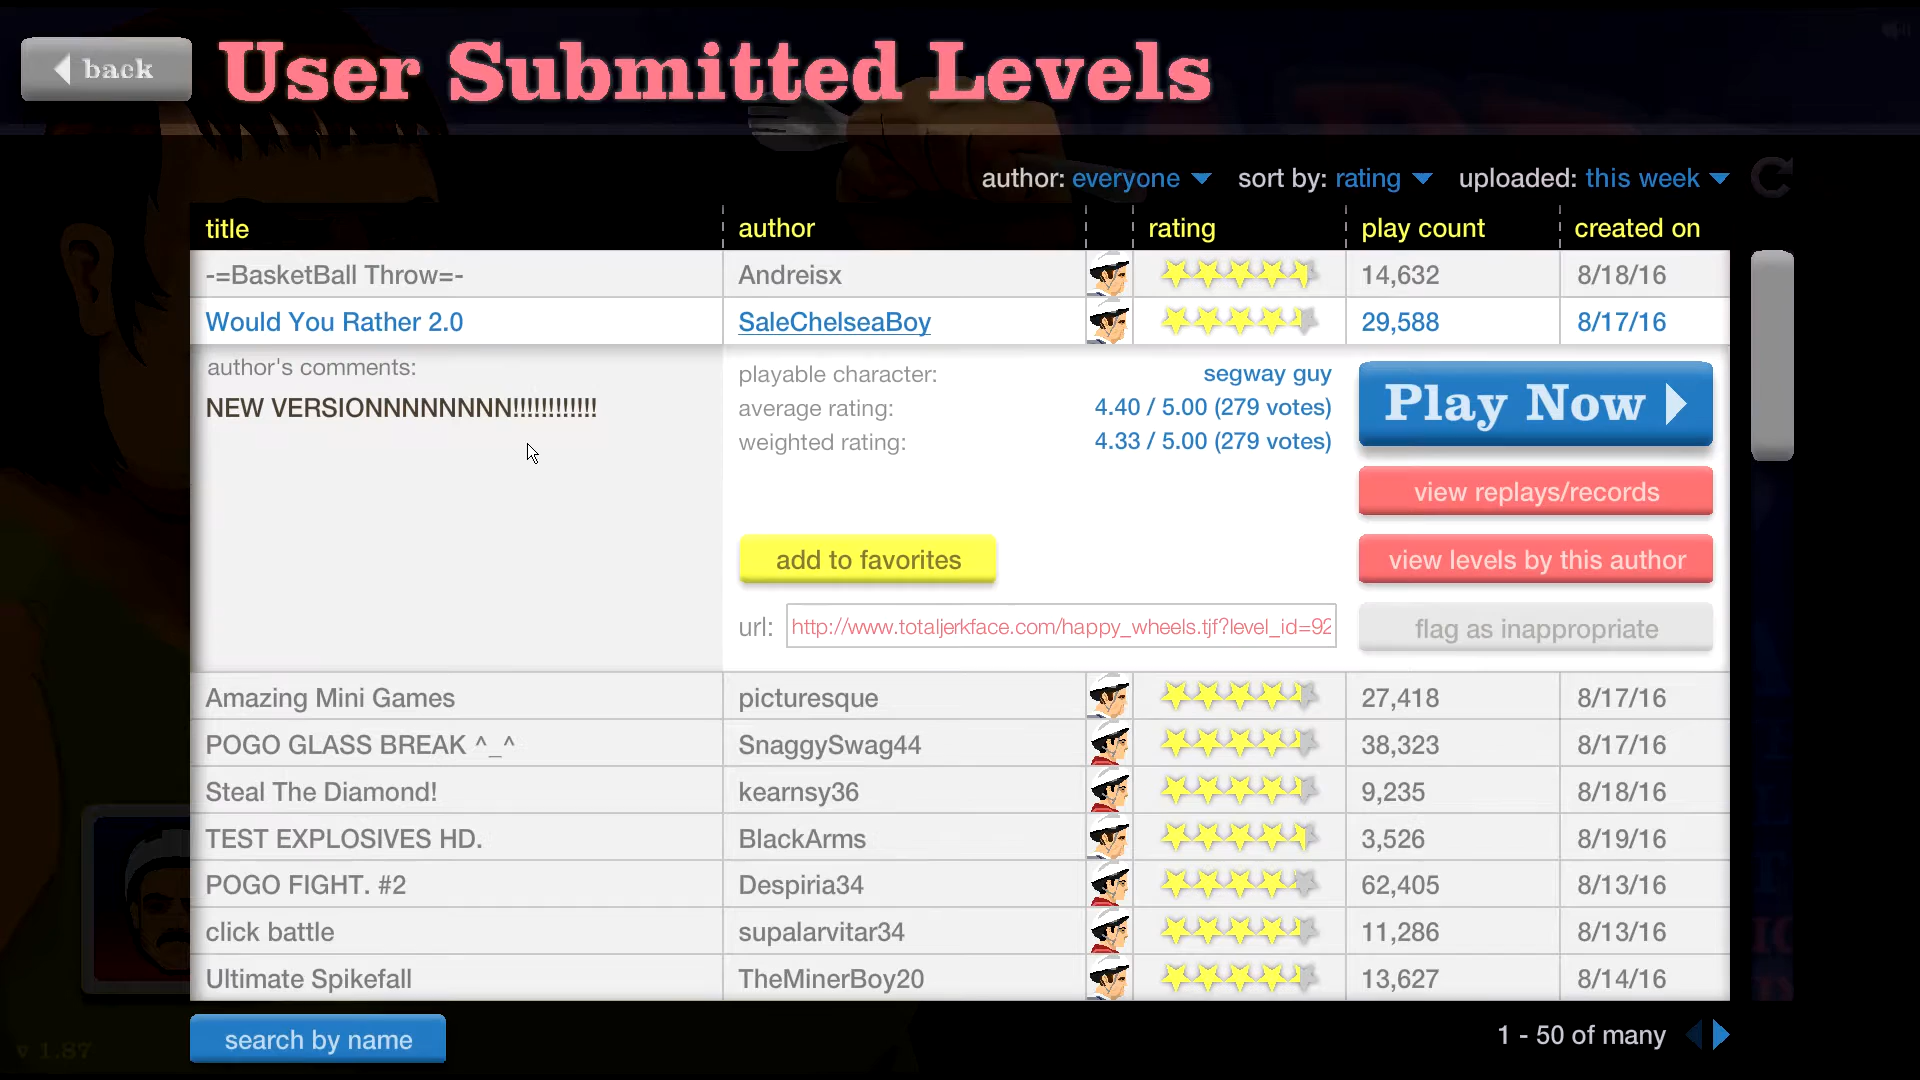 back
User Submitted Levels
author: everyone sort by: rating uploaded: this week
title author rating play count created on
-=BasketBall Throw=- Andreisx 14,632 8/18/16
Would You Rather 2.0 SaleChelseaBoy 29,588 8/17/16
author's comments:
NEW VERSIONNNNNNNNN!!!!!!!!!!!!
playable character: segway guy
average rating: 4.40 / 5.00 (279 votes)
weighted rating: 4.33 / 5.00 (279 votes)
Play Now
view replays/records
add to favorites
view levels by this author
url: http://www.totaljerkface.com/happy_wheels.tjf?level_id=92
flag as inappropriate
Amazing Mini Games picturesque 27,418 8/17/16
POGO GLASS BREAK ^_^ SnaggySwag44 38,323 8/17/16
Steal The Diamond! kearnsy36 9,235 8/18/16
TEST EXPLOSIVES HD. BlackArms 3,526 8/19/16
POGO FIGHT. #2 Despiria34 62,405 8/13/16
click battle supalarvitar34 11,286 8/13/16
Ultimate Spikefall TheMinerBoy20 13,627 8/14/16
search by name
1 - 50 of many
v 1.87